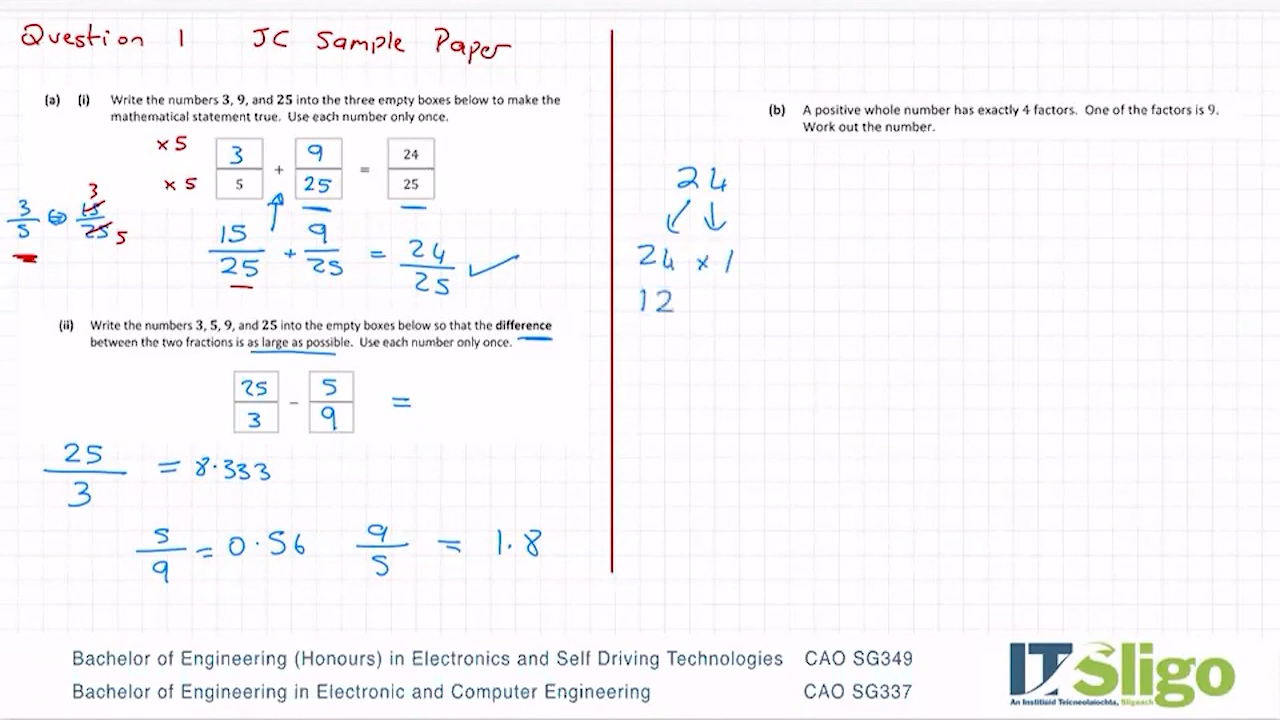 Question 1 JC Sample Paper
(a) (i) Write the numbers 3, 9, and 25 into the three empty boxes below to make the
mathematical statement true. Use each number only once.
×5 3 + 9 = 24
×5 5 25 25
3/5 ⇔ 15/25 3 5
15/25 + 9/25 = 24/25 ✓
(ii) Write the numbers 3, 5, 9, and 25 into the empty boxes below so that the difference
between the two fractions is as large as possible. Use each number only once.
25/3 - 5/9 =
25/3 = 8.333
5/9 = 0.56 9/5 = 1.8
(b) A positive whole number has exactly 4 factors. One of the factors is 9.
Work out the number.
24
24 × 1
12
Bachelor of Engineering (Honours) in Electronics and Self Driving Technologies CAO SG349
Bachelor of Engineering in Electronic and Computer Engineering CAO SG337
IT Sligo
An Institiúid Teicneolaíochta, Sligeach